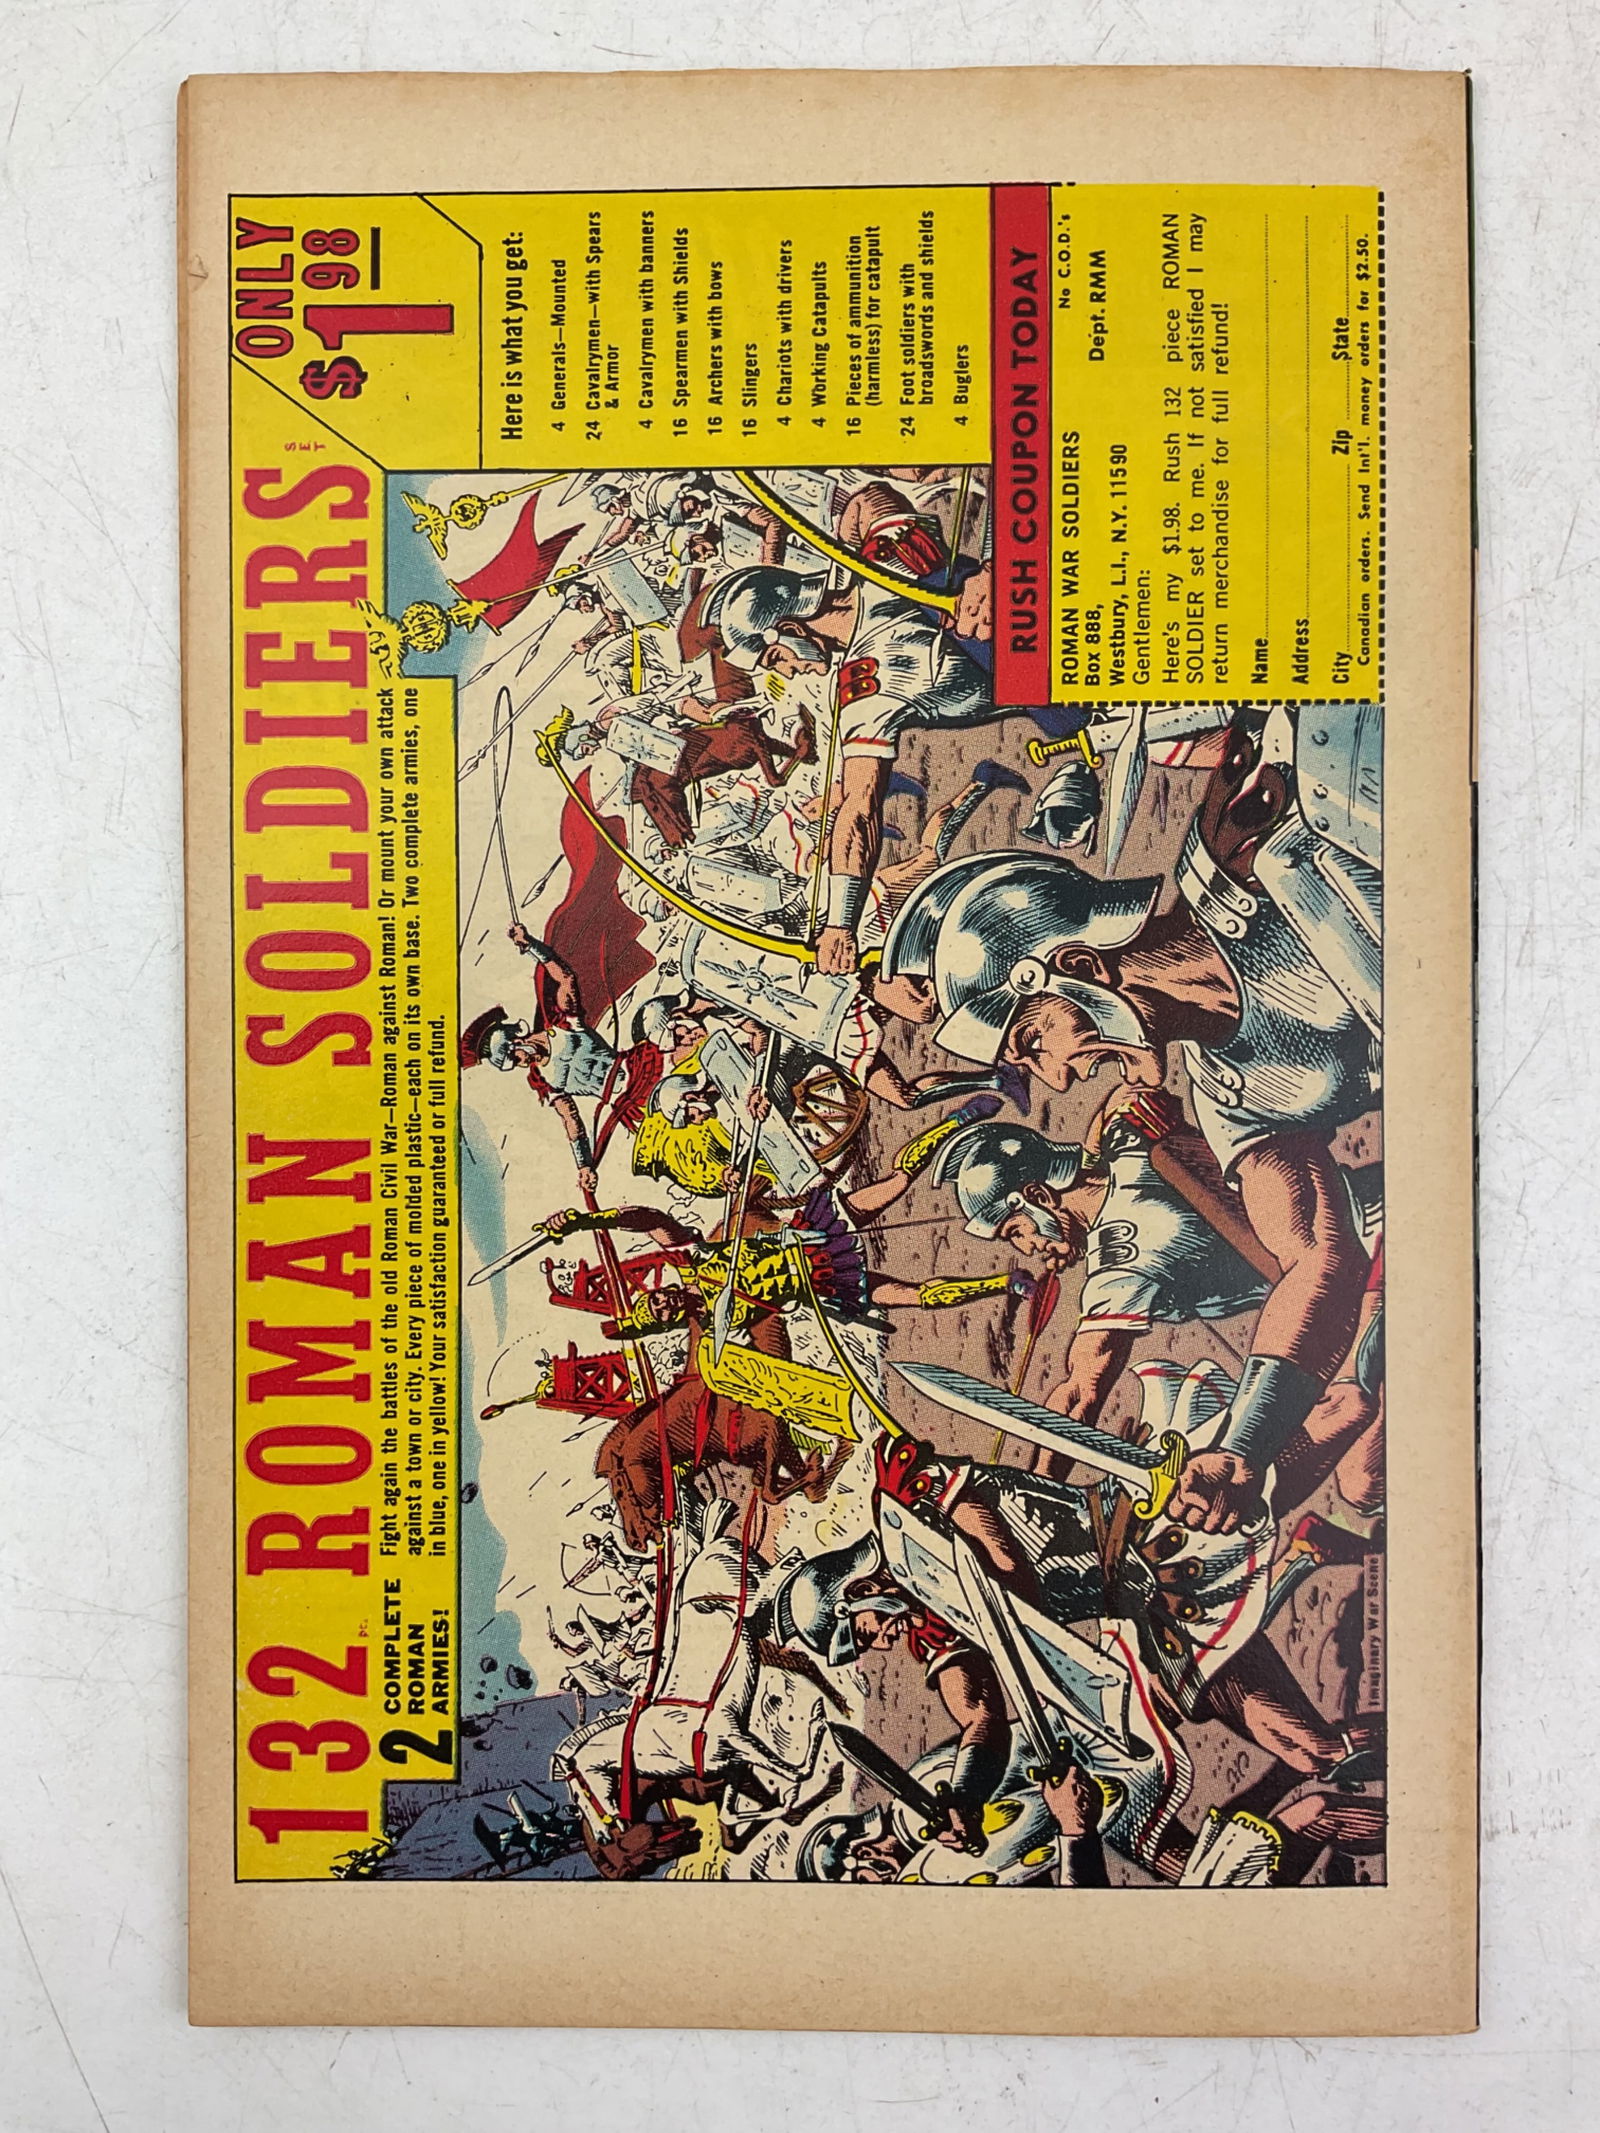 132 PC. ROMAN SOLDIERS SET
ONLY
$1.98
2 COMPLETE
ROMAN
ARMIES!
Fight again the battles of the old Roman Civil War—Roman against Roman! Or mount your own attack
against a town or city. Every piece of molded plastic—each on its own base. Two complete armies, one
in blue, one in yellow! Your satisfaction guaranteed or full refund.
Here is what you get:
4 Generals—Mounted
24 Cavalrymen—with Spears
& Armor
4 Cavalrymen with banners
16 Spearmen with Shields
16 Archers with bows
16 Slingers
4 Chariots with drivers
4 Working Catapults
16 Pieces of ammunition
(harmless) for catapult
24 Foot soldiers with
broadswords and shields
4 Buglers
RUSH COUPON TODAY
No C.O.D.'s
ROMAN WAR SOLDIERS
Box 888, Dept. RMM
Westbury, L.I., N.Y. 11590
Gentlemen:
Here's my $1.98. Rush 132 piece ROMAN
SOLDIER set to me. If not satisfied I may
return merchandise for full refund!
Name
Address
City Zip State
Canadian orders. Send Int'l. money orders for $2.50.
Imaginary War Scene